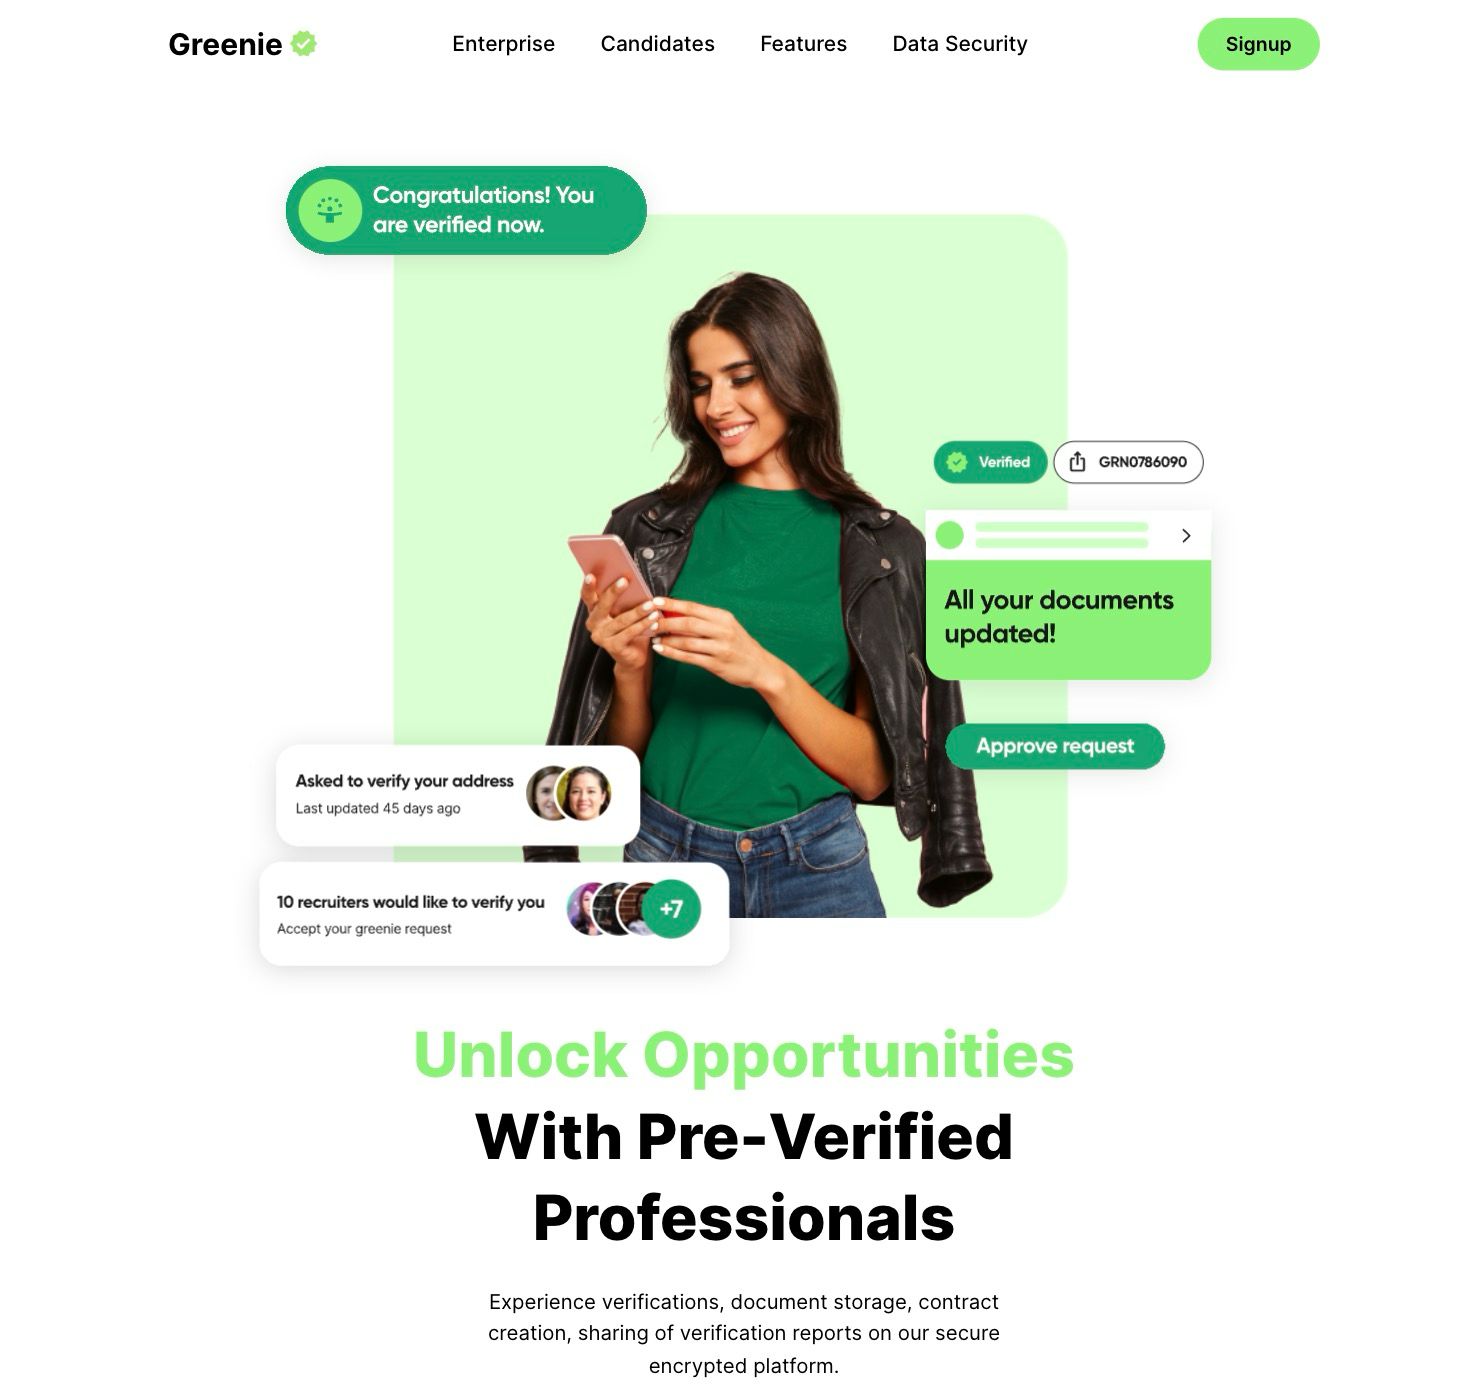 Greenie
Enterprise
Candidates
Features
Data Security
Signup
Congratulations! You
are verified now.
Verified
GRN0786090
All your documents
updated!
Approve request
Asked to verify your address
Last updated 45 days ago
10 recruiters would like to verify you
Accept your greenie request
+7
Unlock Opportunities
With Pre-Verified
Professionals
Experience verifications, document storage, contract
creation, sharing of verification reports on our secure
encrypted platform.